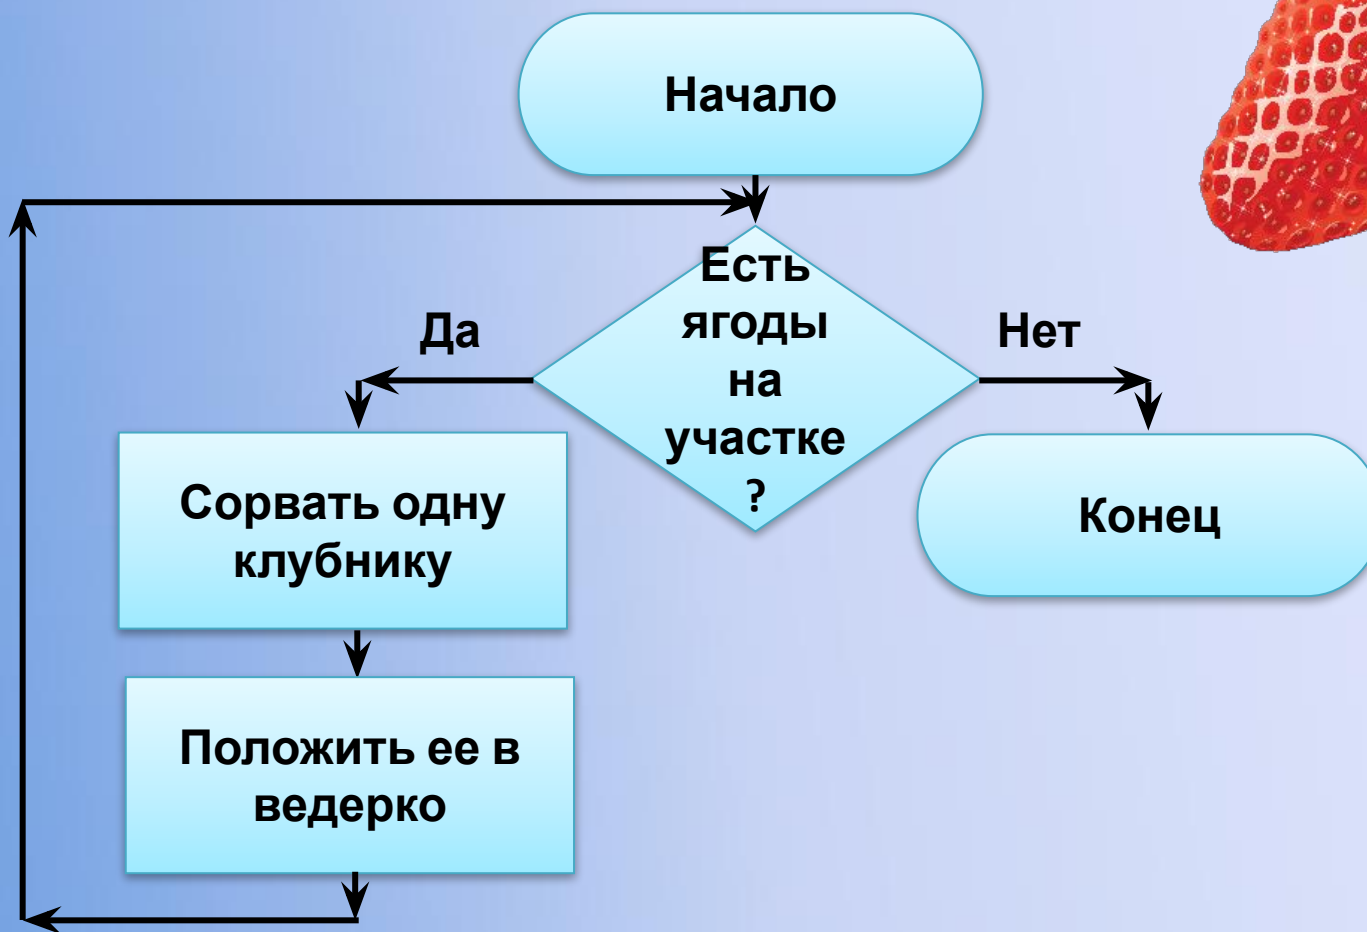 Начало
Есть
ягоды
на
участке
?
Да
Нет
Сорвать одну
клубнику
Конец
Положить ее в
ведерко